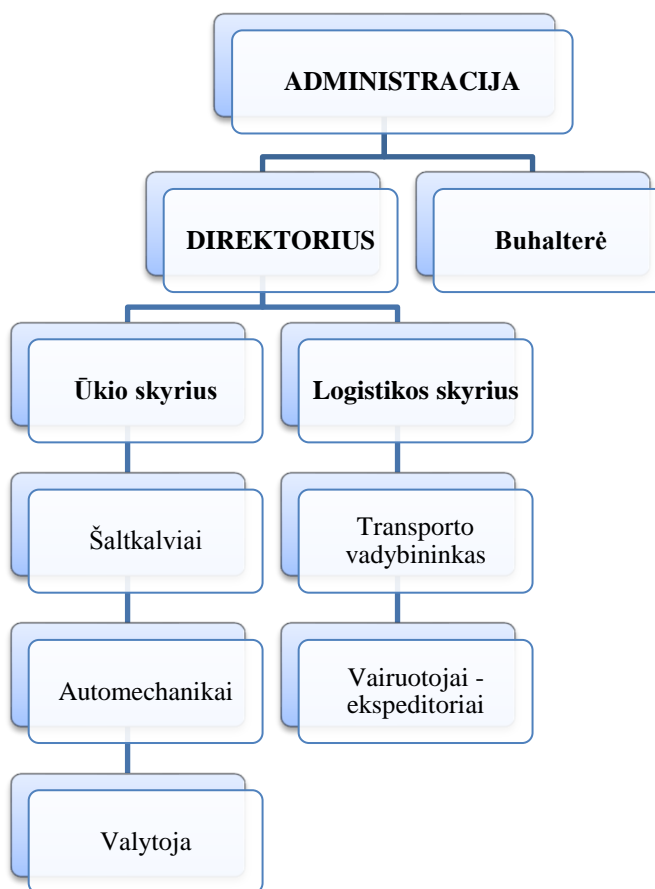 ADMINISTRACIJA
DIREKTORIUS
Buhalterė
Ūkio skyrius
Logistikos skyrius
Šaltkalviai
Transporto
vadybininkas
Automechanikai
Vairuotojai -
ekspeditoriai
Valytoja